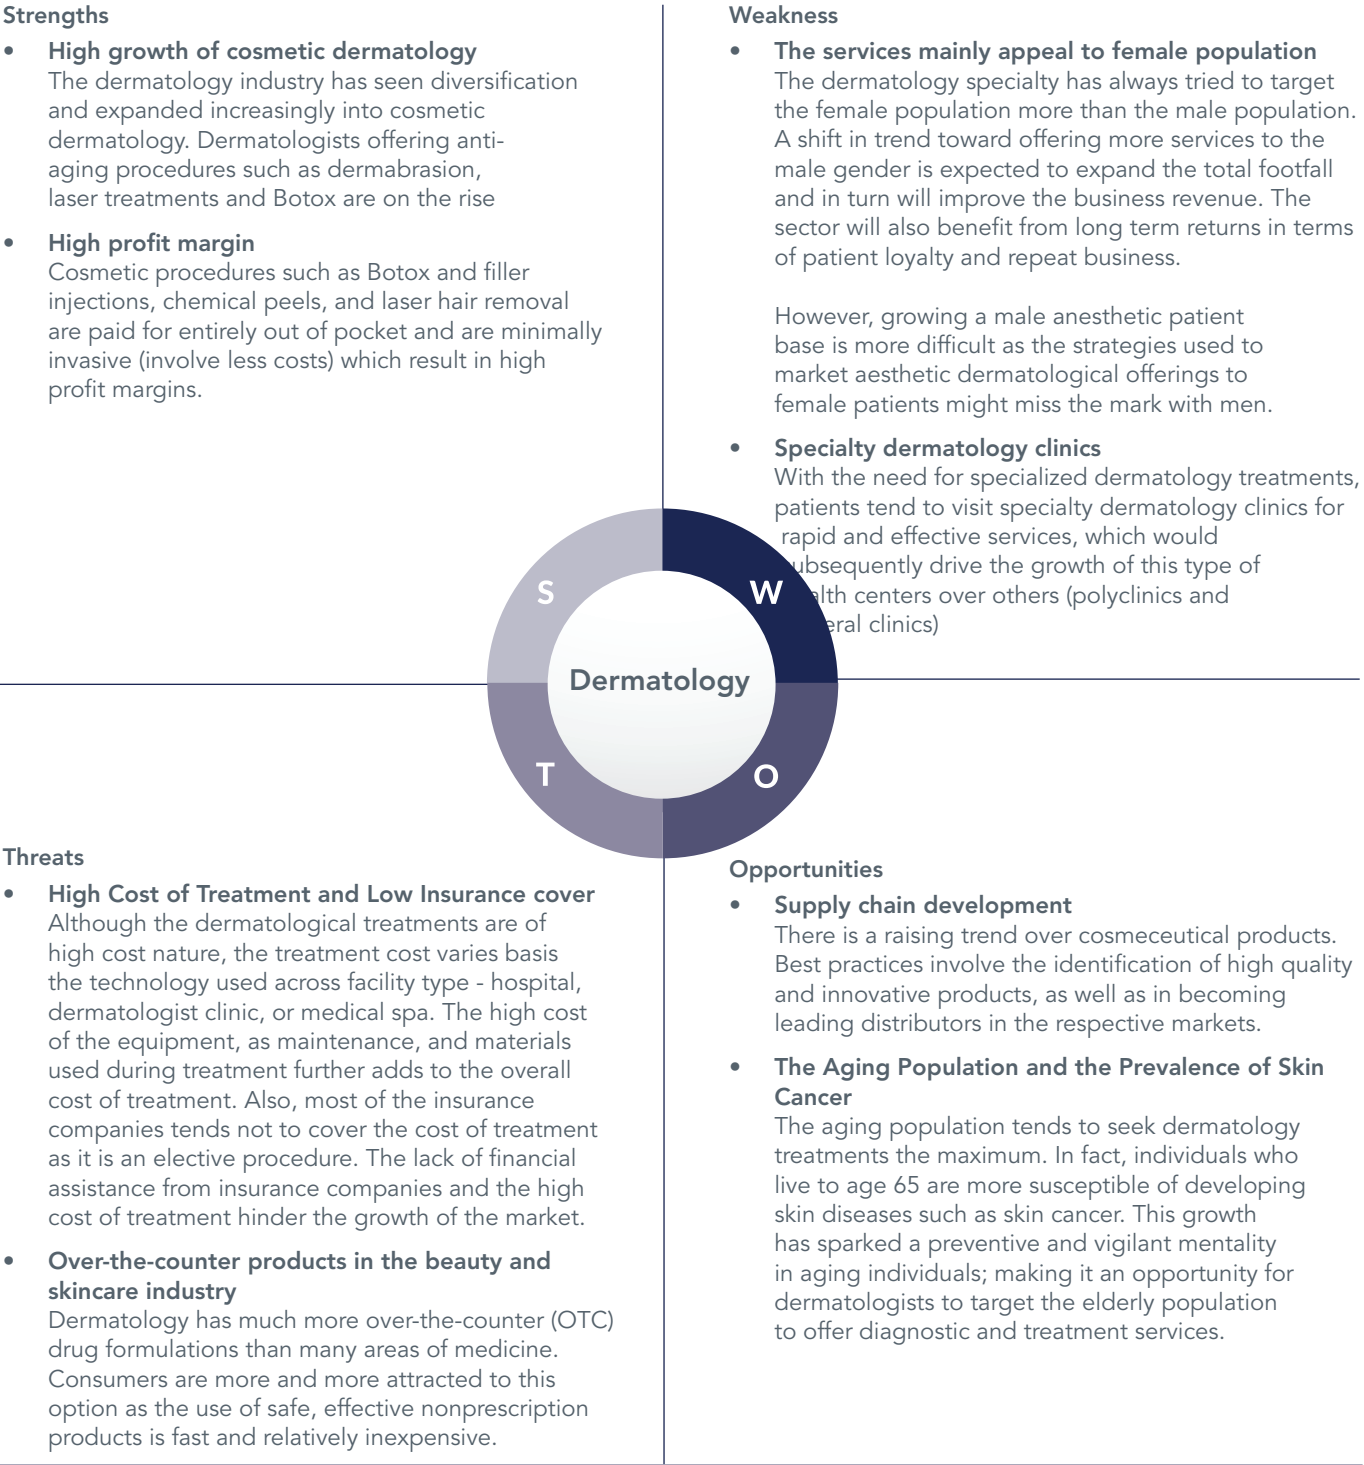 Strengths
• High growth of cosmetic dermatology
The dermatology industry has seen diversification
and expanded increasingly into cosmetic
dermatology. Dermatologists offering anti-
aging procedures such as dermabrasion,
laser treatments and Botox are on the rise
• High profit margin
Cosmetic procedures such as Botox and filler
injections, chemical peels, and laser hair removal
are paid for entirely out of pocket and are minimally
invasive (involve less costs) which result in high
profit margins.
Weakness
• The services mainly appeal to female population
The dermatology specialty has always tried to target
the female population more than the male population.
A shift in trend toward offering more services to the
male gender is expected to expand the total footfall
and in turn will improve the business revenue. The
sector will also benefit from long term returns in terms
of patient loyalty and repeat business.
However, growing a male anesthetic patient
base is more difficult as the strategies used to
market aesthetic dermatological offerings to
female patients might miss the mark with men.
• Specialty dermatology clinics
With the need for specialized dermatology treatments,
patients tend to visit specialty dermatology clinics for
rapid and effective services, which would
ubsequently drive the growth of this type of
alth centers over others (polyclinics and
eral clinics)
S
W
Dermatology
T
O
Threats
• High Cost of Treatment and Low Insurance cover
Although the dermatological treatments are of
high cost nature, the treatment cost varies basis
the technology used across facility type - hospital,
dermatologist clinic, or medical spa. The high cost
of the equipment, as maintenance, and materials
used during treatment further adds to the overall
cost of treatment. Also, most of the insurance
companies tends not to cover the cost of treatment
as it is an elective procedure. The lack of financial
assistance from insurance companies and the high
cost of treatment hinder the growth of the market.
• Over-the-counter products in the beauty and
skincare industry
Dermatology has much more over-the-counter (OTC)
drug formulations than many areas of medicine.
Consumers are more and more attracted to this
option as the use of safe, effective nonprescription
products is fast and relatively inexpensive.
Opportunities
• Supply chain development
There is a raising trend over cosmeceutical products.
Best practices involve the identification of high quality
and innovative products, as well as in becoming
leading distributors in the respective markets.
• The Aging Population and the Prevalence of Skin
Cancer
The aging population tends to seek dermatology
treatments the maximum. In fact, individuals who
live to age 65 are more susceptible of developing
skin diseases such as skin cancer. This growth
has sparked a preventive and vigilant mentality
in aging individuals; making it an opportunity for
dermatologists to target the elderly population
to offer diagnostic and treatment services.